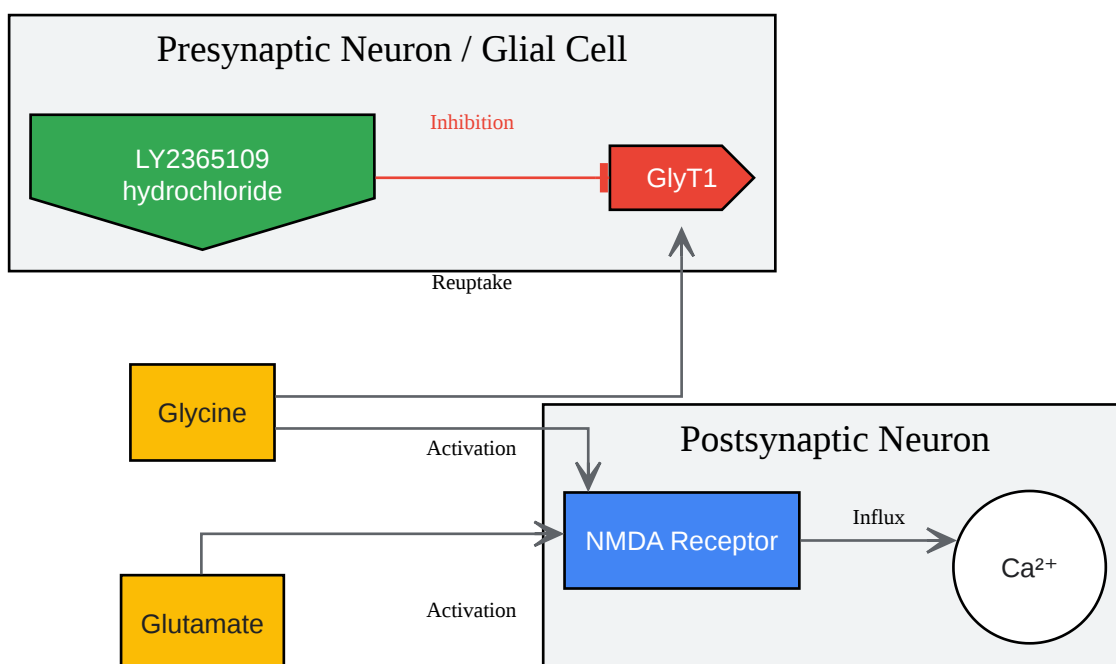 Presynaptic Neuron / Glial Cell
LY2365109
hydrochloride
Inhibition
GlyT1
Reuptake
Glycine
Activation
Postsynaptic Neuron
NMDA Receptor
Influx
Ca²⁺
Glutamate
Activation